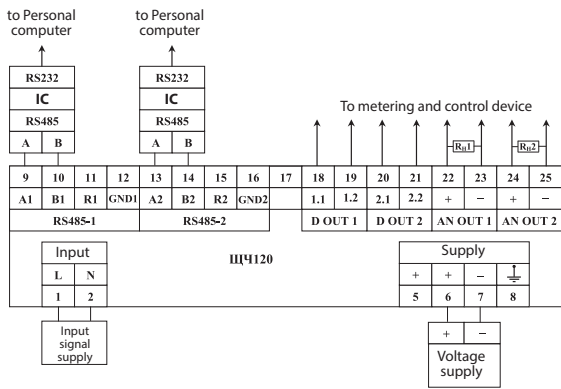 to Personal
computer
to Personal
computer
RS232
RS232
IC
IC
RS485
RS485
A B
A B
To metering and control device
Rн1
Rн2
9 10 11 12 13 14 15 16 17 18 19 20 21 22 23 24 25
A1 B1 R1 GND1 A2 B2 R2 GND2 1.1 1.2 2.1 2.2 + − + −
RS485-1 RS485-2 D OUT 1 D OUT 2 AN OUT 1 AN OUT 2
ЩЧ120
Input
L N
1 2
Input
signal
supply
Supply
+ + −
5 6 7 8
+ −
Voltage
supply